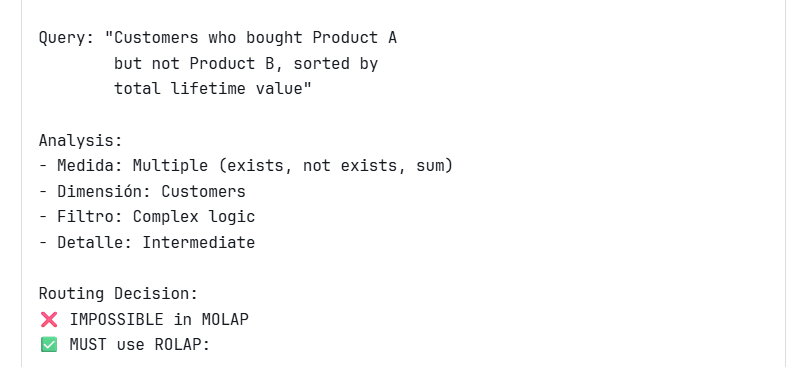 Query: "Customers who bought Product A
but not Product B, sorted by
total lifetime value"
Analysis:
- Medida: Multiple (exists, not exists, sum)
- Dimensión: Customers
- Filtro: Complex logic
- Detalle: Intermediate
Routing Decision:
❌ IMPOSSIBLE in MOLAP
✅ MUST use ROLAP: